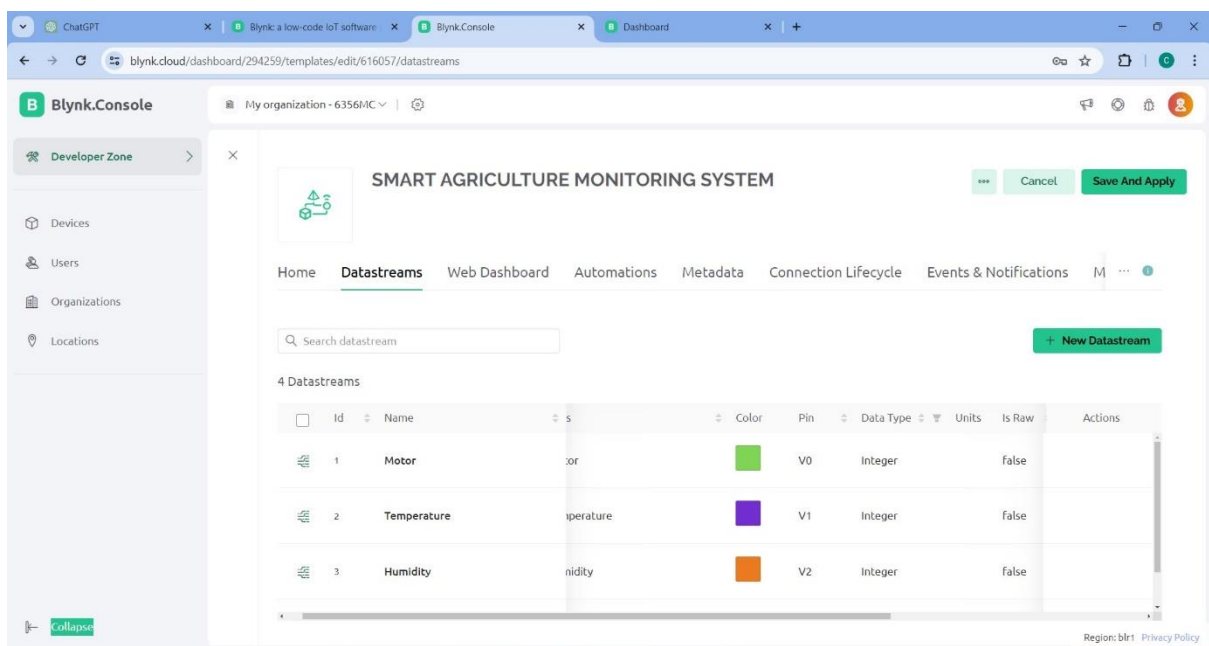 ChatGPT
Blynk: a low-code IoT software
Blynk.Console
Dashboard
blynk.cloud/dashboard/294259/templates/edit/616057/datastreams
C
B Blynk.Console
My organization - 6356MC
Developer Zone
Devices
Users
Organizations
Locations
Collapse
SMART AGRICULTURE MONITORING SYSTEM
Cancel
Save And Apply
Home Datastreams Web Dashboard Automations Metadata Connection Lifecycle Events & Notifications M
Search datastream
+ New Datastream
4 Datastreams
Id Name s Color Pin Data Type Units Is Raw Actions
1 Motor tor V0 Integer false
2 Temperature nperature V1 Integer false
3 Humidity nidity V2 Integer false
Region: blr1 Privacy Policy